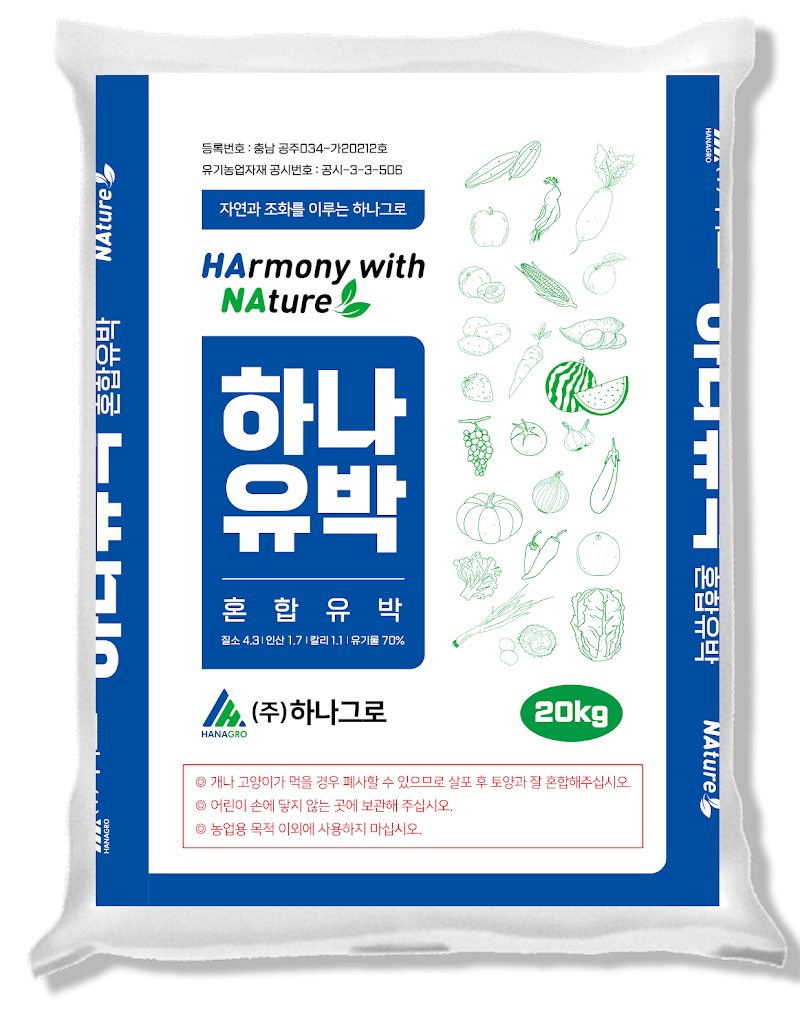 등록번호 : 충남 공주034-가20212호
유기농업자재 공시번호 : 공시-3-3-506
자연과 조화를 이루는 하나그로
HArmony with
NAture
하나
유박
혼합유박
질소 4.3 | 인산 1.7 | 칼리 1.1 | 유기물 70%
HANAGRO
(주)하나그로
20kg
◎ 개나 고양이가 먹을 경우 폐사할 수 있으므로 살포 후 토양과 잘 혼합해주십시오.
◎ 어린이 손에 닿지 않는 곳에 보관해 주십시오.
◎ 농업용 목적 이외에 사용하지 마십시오.
NAture
혼합유박
HANAGRO
HANAGRO
혼합유박
NAture